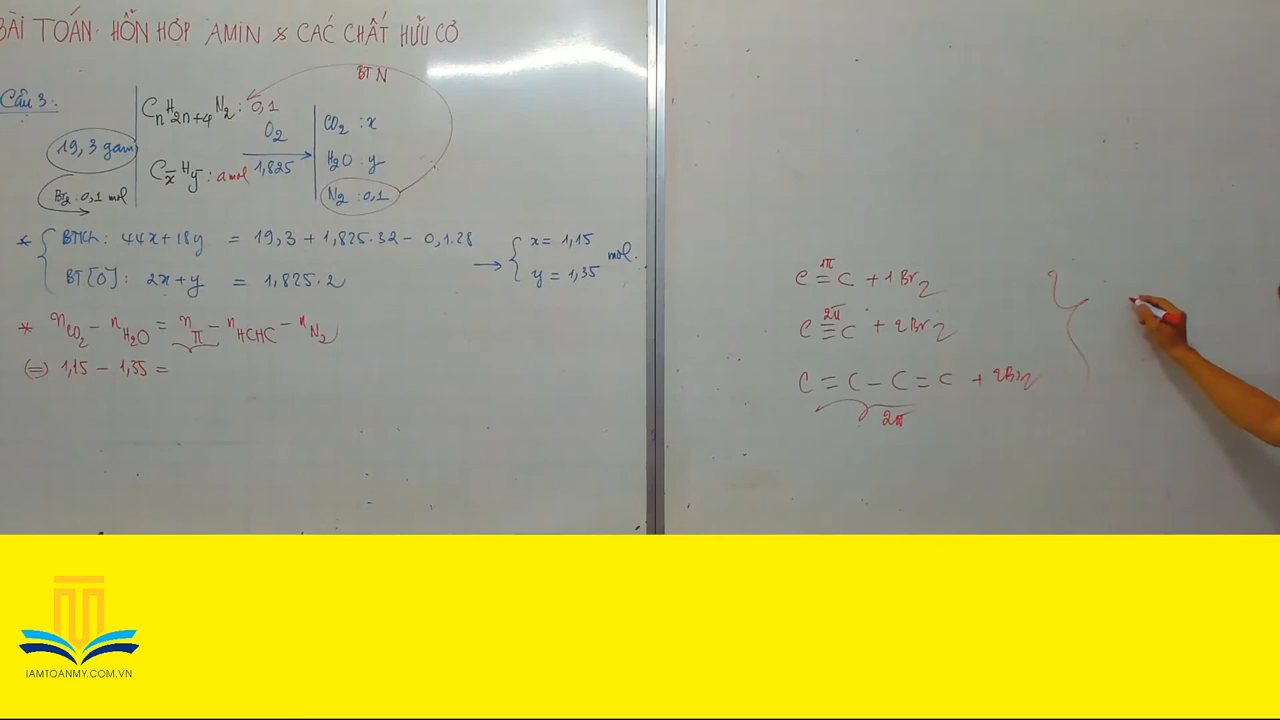 BÀI TOÁN HỖN HỢP AMIN & CÁC CHẤT HỮU CƠ
BT N
Câu 3:
CnH2n+4N2: 0,1
19,3 gam
O2
1,825
CO2 : x
H2O : y
N2 : 0,1
Cx̄Hȳ : a mol
Br2 : 0,1 mol
* BTKL: 44x+18y = 19,3 + 1,825.32 - 0,1.28
BT[O]: 2x+y = 1,825.2
→ x = 1,15
y = 1,35
mol.
* nCO2 - nH2O = nπ - nHCHC - nN2
(=) 1,15 - 1,35 =
1π
C = C + 1Br2
2π
C ≡ C + 2Br2
C = C - C = C + 2Br2
2π
IAMTOANMY.COM.VN